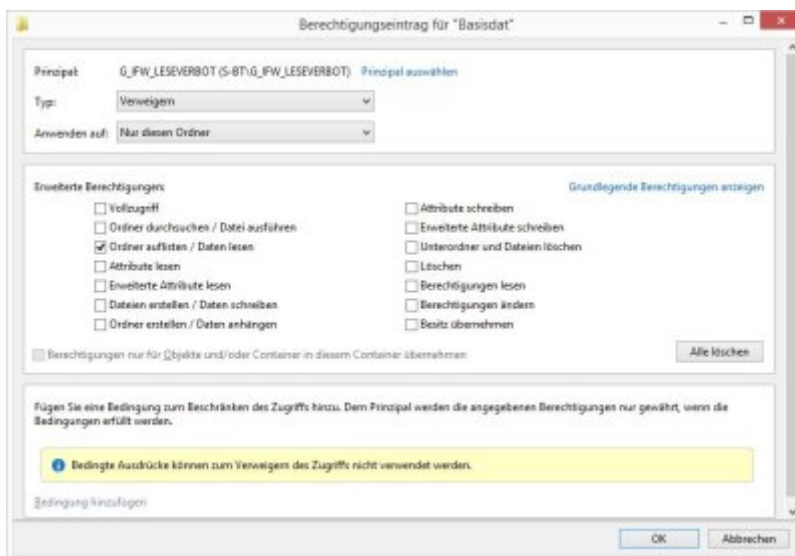 Berechtigungseintrag für "Basisdat"
Prinzipal: G_IFW_LESEVERBOT (S-BT\G_IFW_LESEVERBOT) Prinzipal auswählen
Typ: Verweigern
Anwenden auf: Nur diesen Ordner
Erweiterte Berechtigungen: Grundlegende Berechtigungen anzeigen
Vollzugriff Attribute schreiben
Ordner durchsuchen / Datei ausführen Erweiterte Attribute schreiben
Ordner auflisten / Daten lesen Unterordner und Dateien löschen
Attribute lesen Löschen
Erweiterte Attribute lesen Berechtigungen lesen
Dateien erstellen / Daten schreiben Berechtigungen ändern
Ordner erstellen / Daten anhängen Besitz übernehmen
Berechtigungen nur für Objekte und/oder Container in diesem Container übernehmen Alle löschen
Fügen Sie eine Bedingung zum Beschränken des Zugriffs hinzu. Dem Prinzipal werden die angegebenen Berechtigungen nur gewährt, wenn die
Bedingungen erfüllt werden.
Bedingte Ausdrücke können zum Verweigern des Zugriffs nicht verwendet werden.
Bedingung hinzufügen
OK Abbrechen